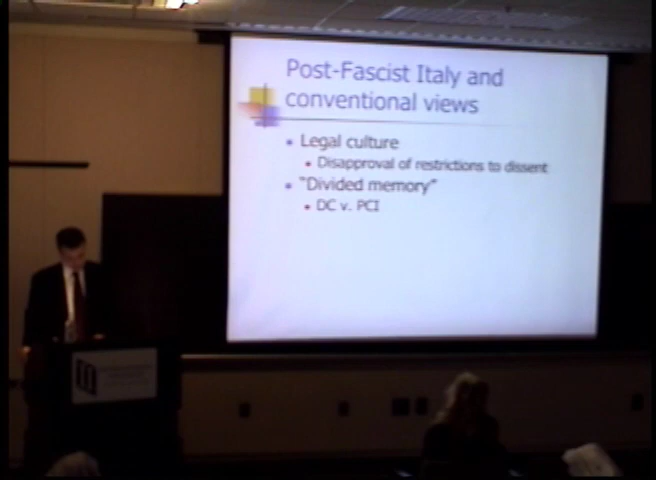 Post-Fascist Italy and
conventional views
Legal culture
Disapproval of restrictions to dissent
"Divided memory"
DC v. PCI